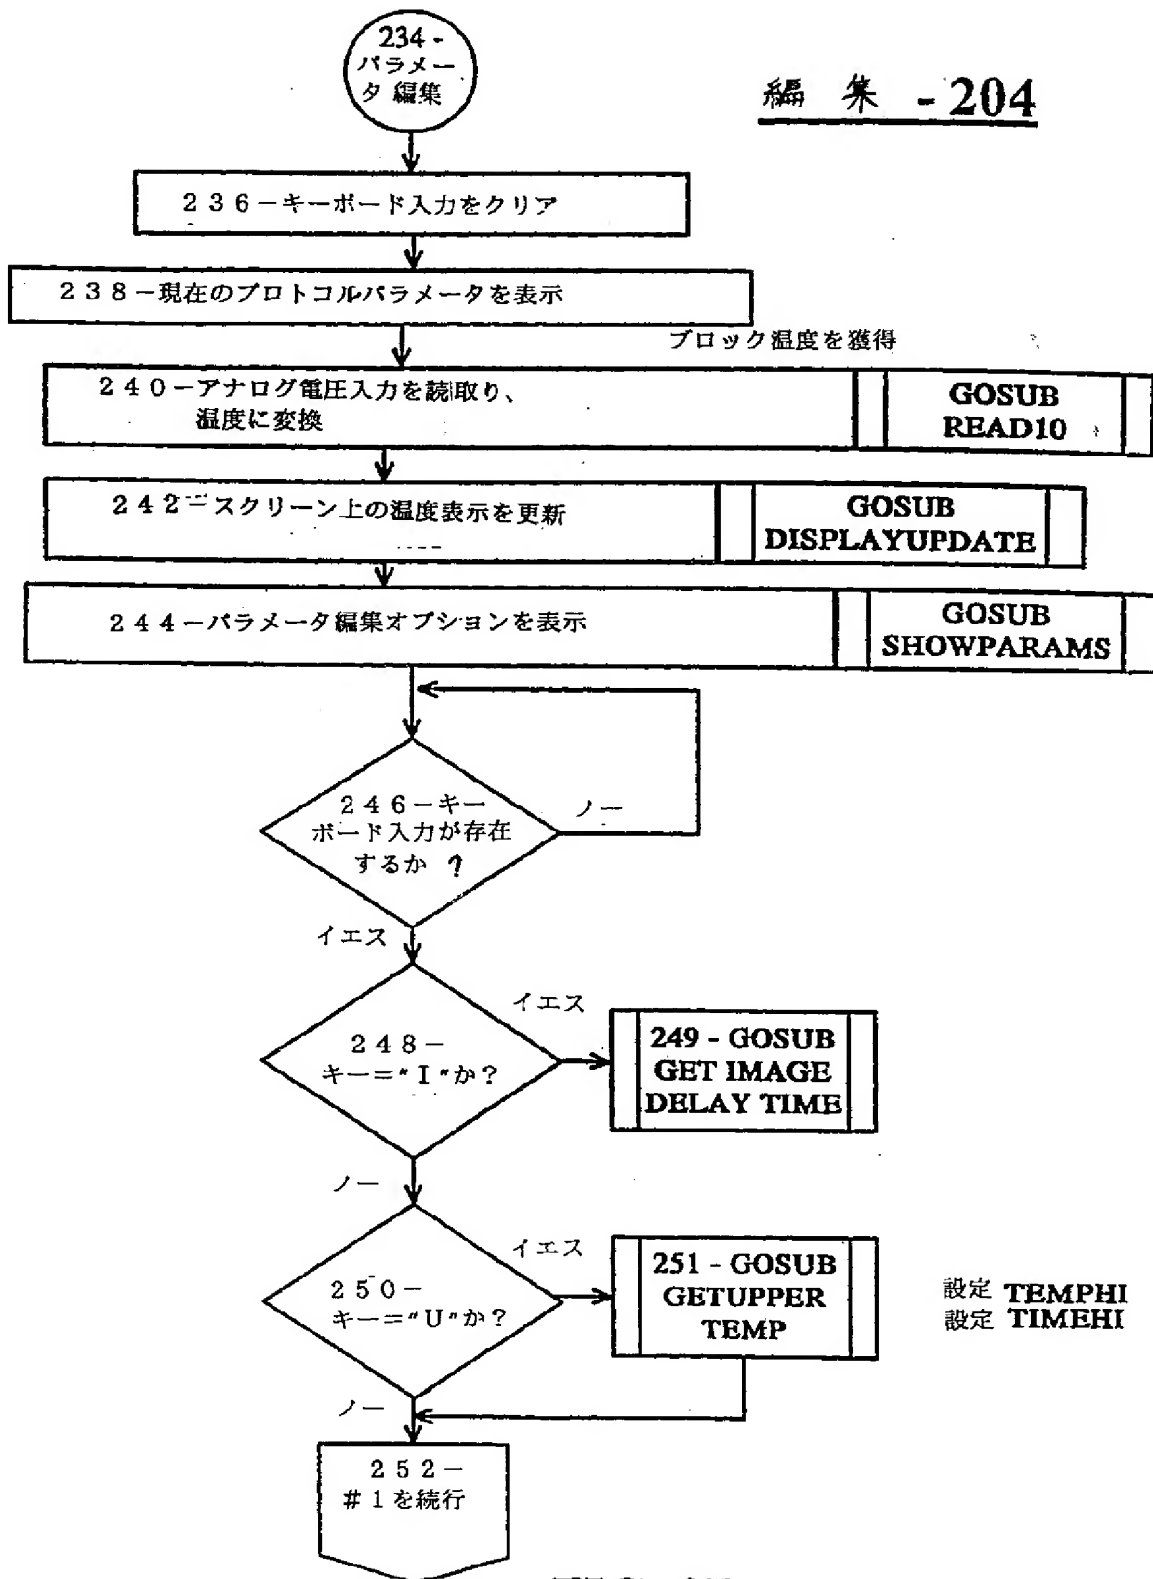 234 -
パラメー
タ 編集
編 集 - 204
236－キーボード入力をクリア
238－現在のプロトコルパラメータを表示
ブロック温度を獲得
240－アナログ電圧入力を読取り、
温度に変換
GOSUB
READ10
242－スクリーン上の温度表示を更新
GOSUB
DISPLAYUPDATE
244－パラメータ編集オプションを表示
GOSUB
SHOWPARAMS
246－キー
ボード入力が存在
するか ？
ノー
イエス
248－
キー＝"I"か？
イエス
249 - GOSUB
GET IMAGE
DELAY TIME
ノー
250－
キー＝"U"か？
イエス
251 - GOSUB
GETUPPER
TEMP
設定 TEMPHI
設定 TIMEHI
ノー
252－
＃1を続行